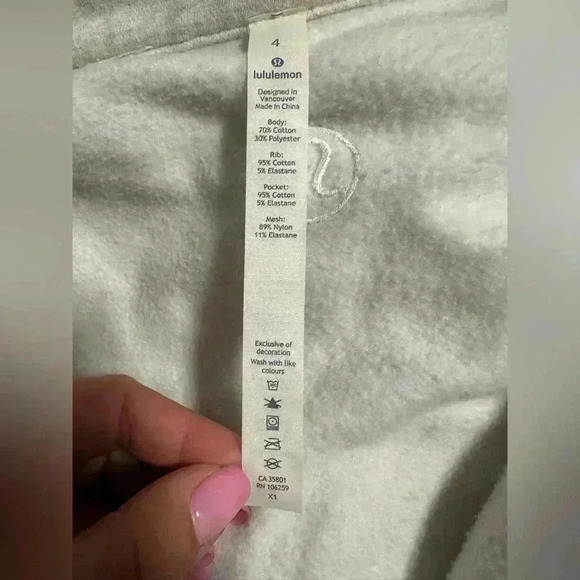 4
lululemon
Designed in
Vancouver
Made in China
Body:
70% Cotton
30% Polyester
Rib:
95% Cotton
5% Elastane
Pocket:
95% Cotton
5% Elastane
Mesh:
89% Nylon
11% Elastane
Exclusive of
decoration
Wash with like
colours
CA 35801
RN 106259
X1